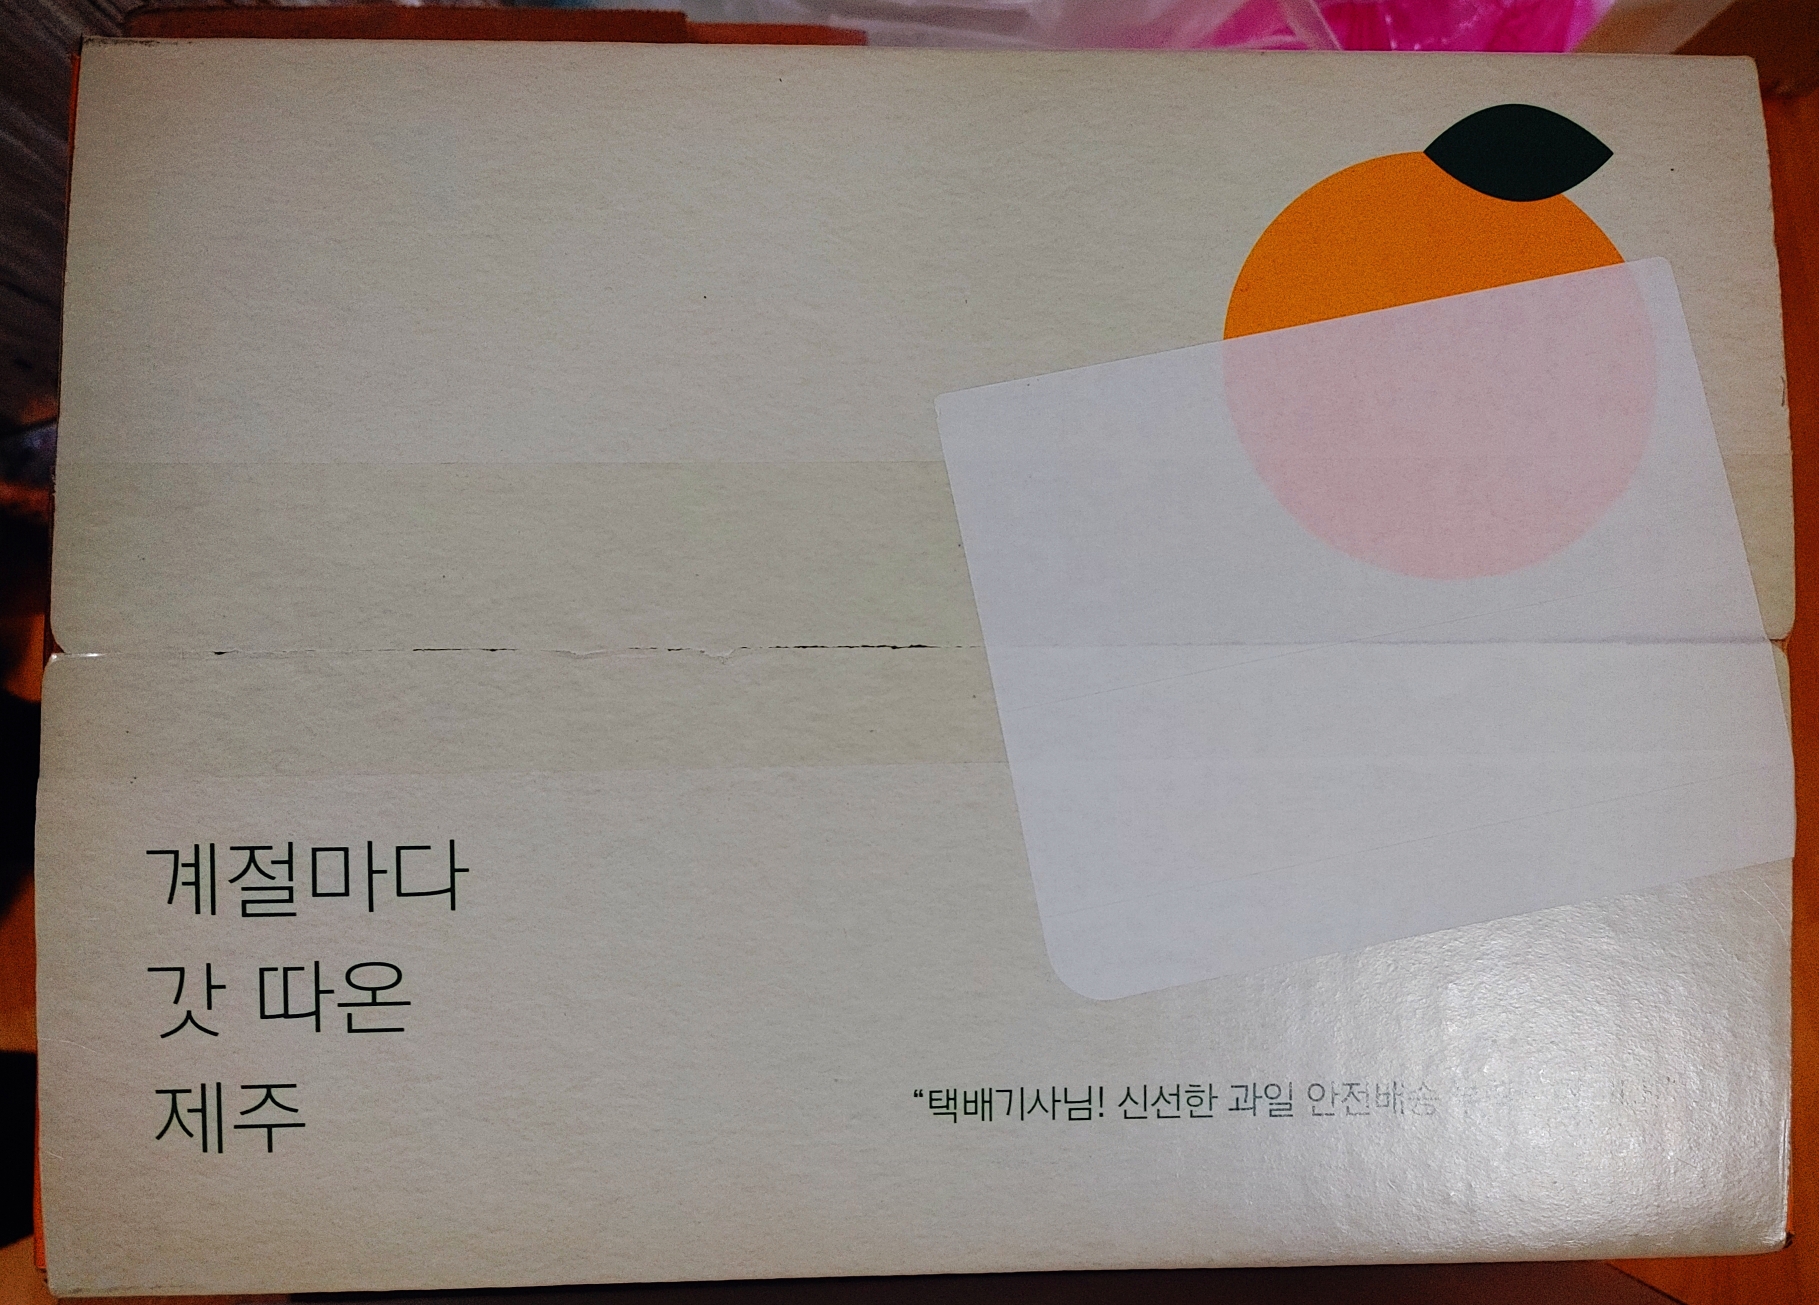 계절마다
갓 따온
제주
“택배기사님! 신선한 과일 안전배송